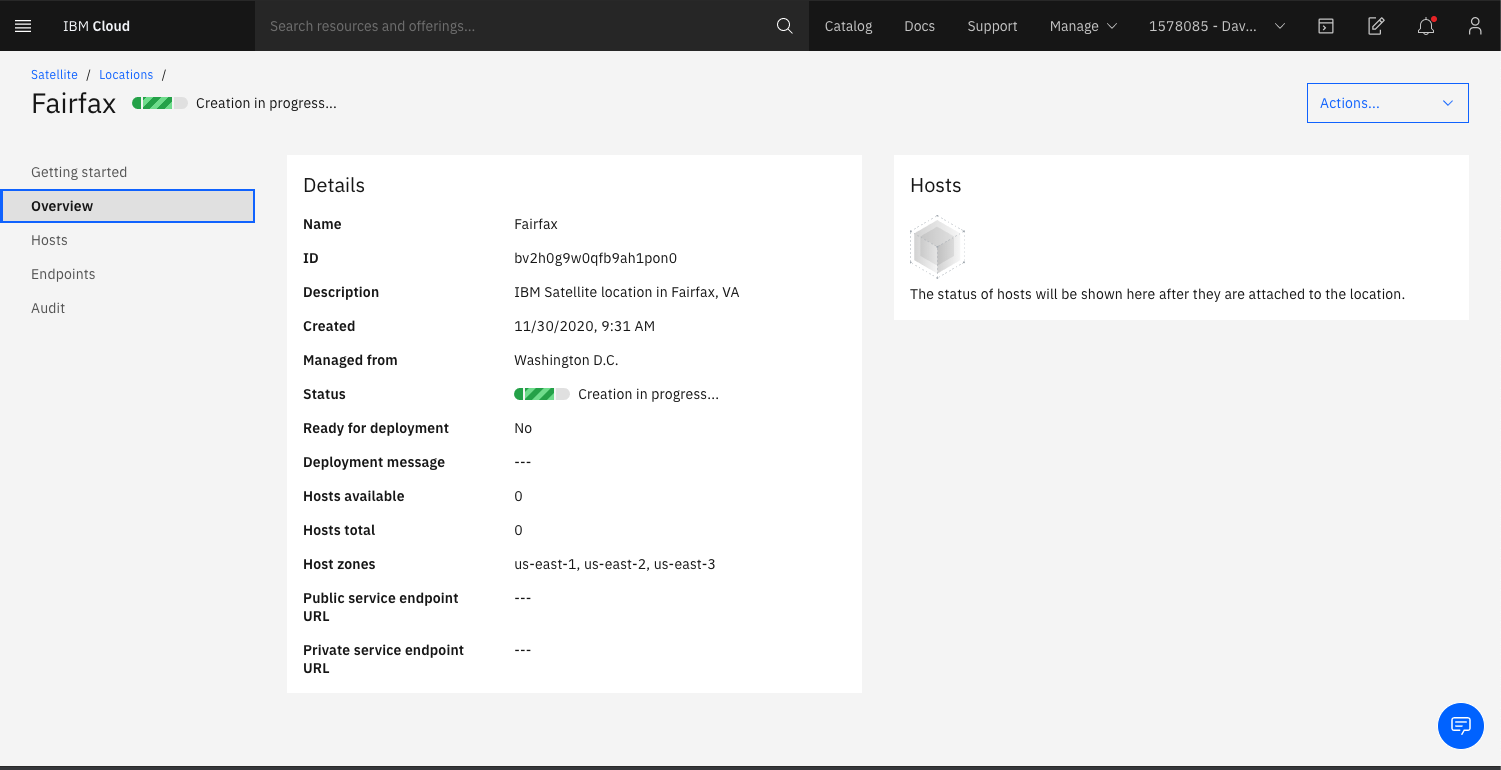 IBM Cloud
Search resources and offerings...
Catalog
Docs
Support
Manage
1578085 - Dav...
Satellite / Locations /
Fairfax
Creation in progress...
Actions...
Getting started
Overview
Hosts
Endpoints
Audit
Details
Name Fairfax
ID bv2h0g9w0qfb9ah1pon0
Description IBM Satellite location in Fairfax, VA
Created 11/30/2020, 9:31 AM
Managed from Washington D.C.
Status Creation in progress...
Ready for deployment No
Deployment message ---
Hosts available 0
Hosts total 0
Host zones us-east-1, us-east-2, us-east-3
Public service endpoint ---
URL
Private service endpoint ---
URL
Hosts
The status of hosts will be shown here after they are attached to the location.